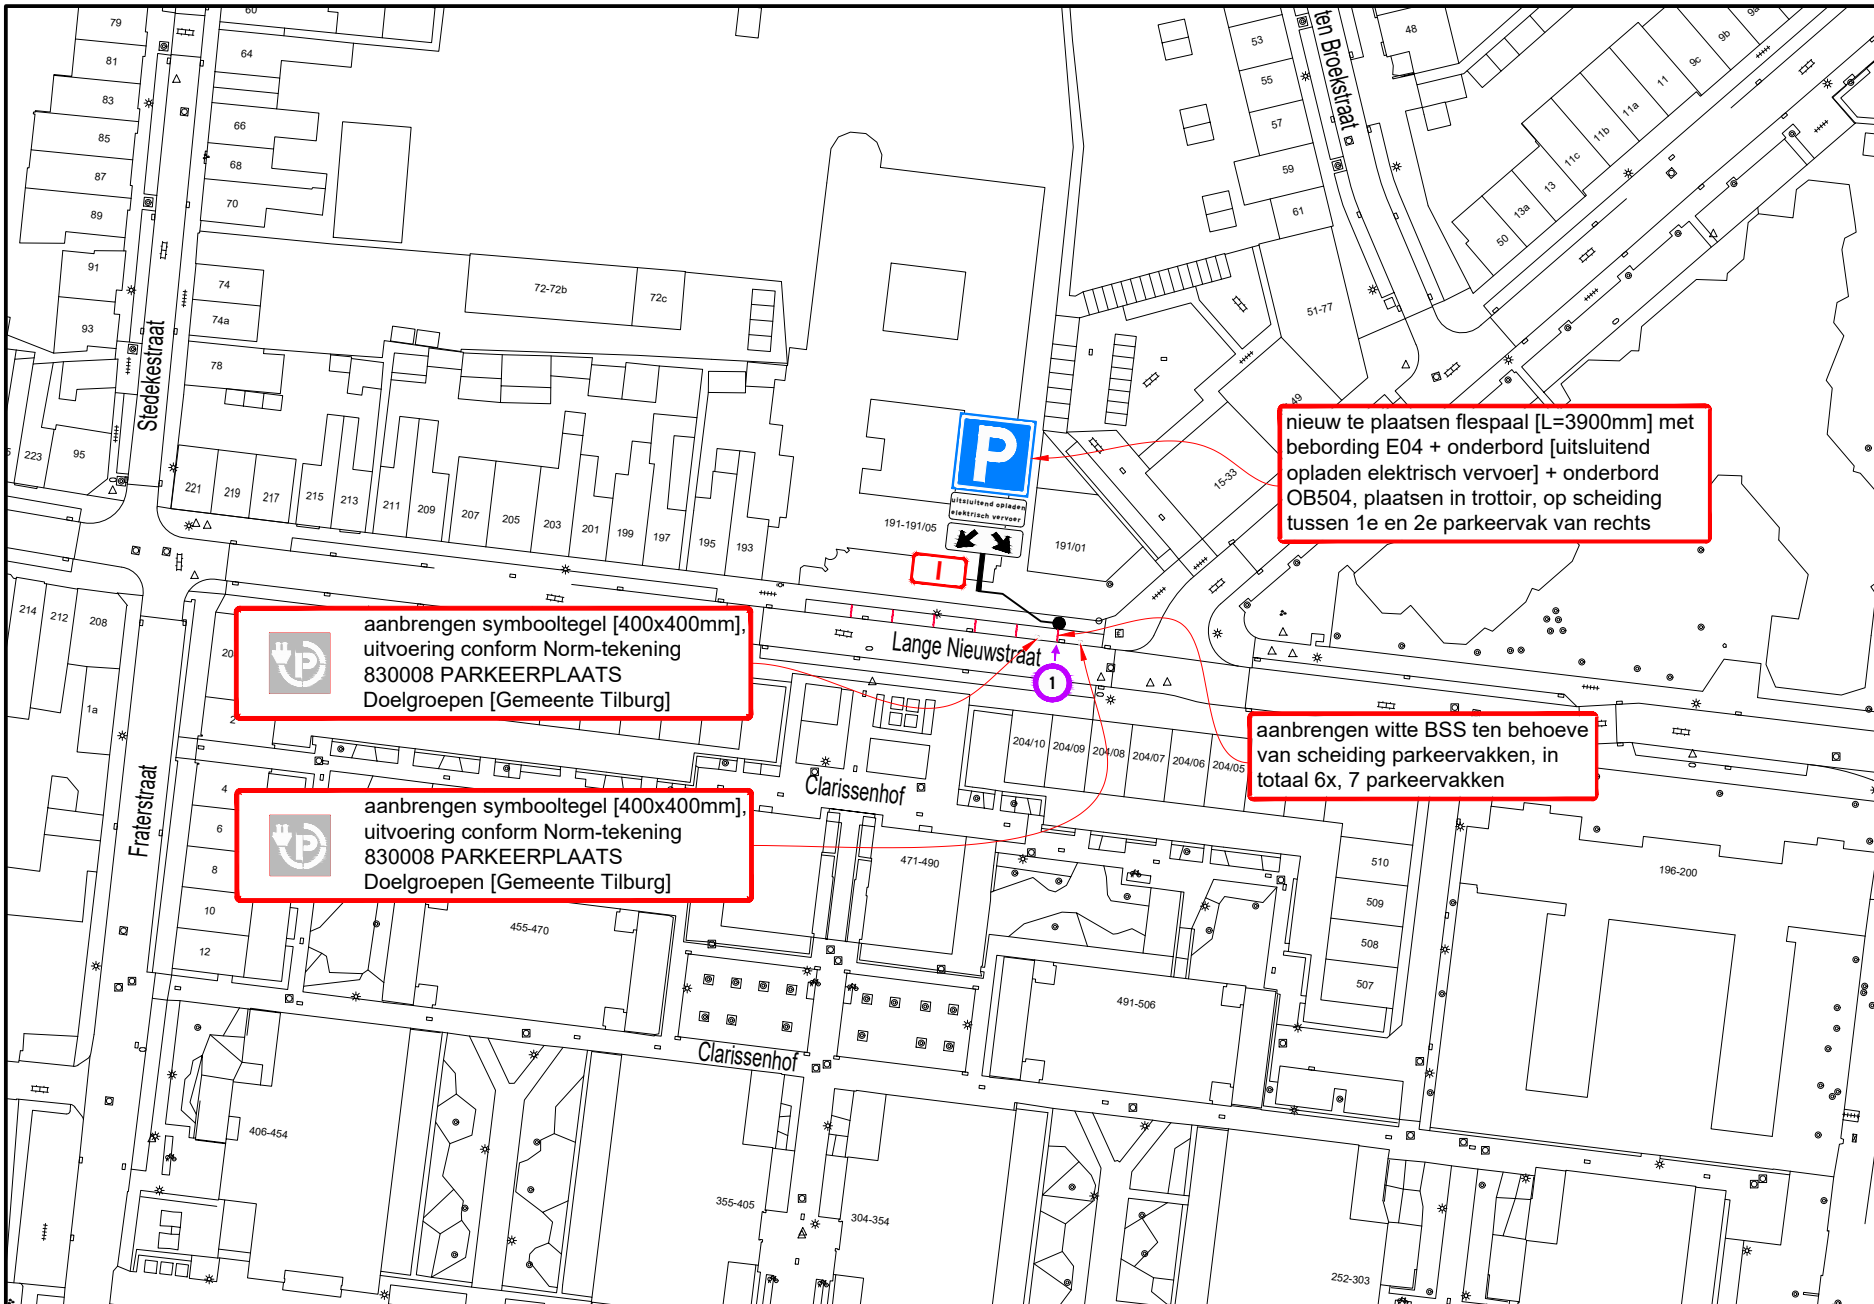 79
81
83
85
87
89
91
93
95
223
60
64
66
68
70
74
74a
78
72-72b
72c
Stedekestraat
221
219
217
215
213
211
209
207
205
203
201
199
197
195
193
191-191/05
191/01
53
55
57
59
61
51-77
15-33
ten Broekstraat
48
50
13a
13
11c
11b
11a
11
9c
9b
9a
P
uitsluitend opladen
elektrisch vervoer
nieuw te plaatsen flespaal [L=3900mm] met
bebording E04 + onderbord [uitsluitend
opladen elektrisch vervoer] + onderbord
OB504, plaatsen in trottoir, op scheiding
tussen 1e en 2e parkeervak van rechts
214
212
208
1a
aanbrengen symbooltegel [400x400mm],
uitvoering conform Norm-tekening
830008 PARKEERPLAATS
Doelgroepen [Gemeente Tilburg]
Lange Nieuwstraat
1
aanbrengen witte BSS ten behoeve
van scheiding parkeervakken, in
totaal 6x, 7 parkeervakken
204/10
204/09
204/08
204/07
204/06
204/05
Clarissenhof
aanbrengen symbooltegel [400x400mm],
uitvoering conform Norm-tekening
830008 PARKEERPLAATS
Doelgroepen [Gemeente Tilburg]
Fraterstraat
2
4
6
8
10
12
455-470
471-490
491-506
510
509
508
507
196-200
Clarissenhof
406-454
355-405
304-354
252-303